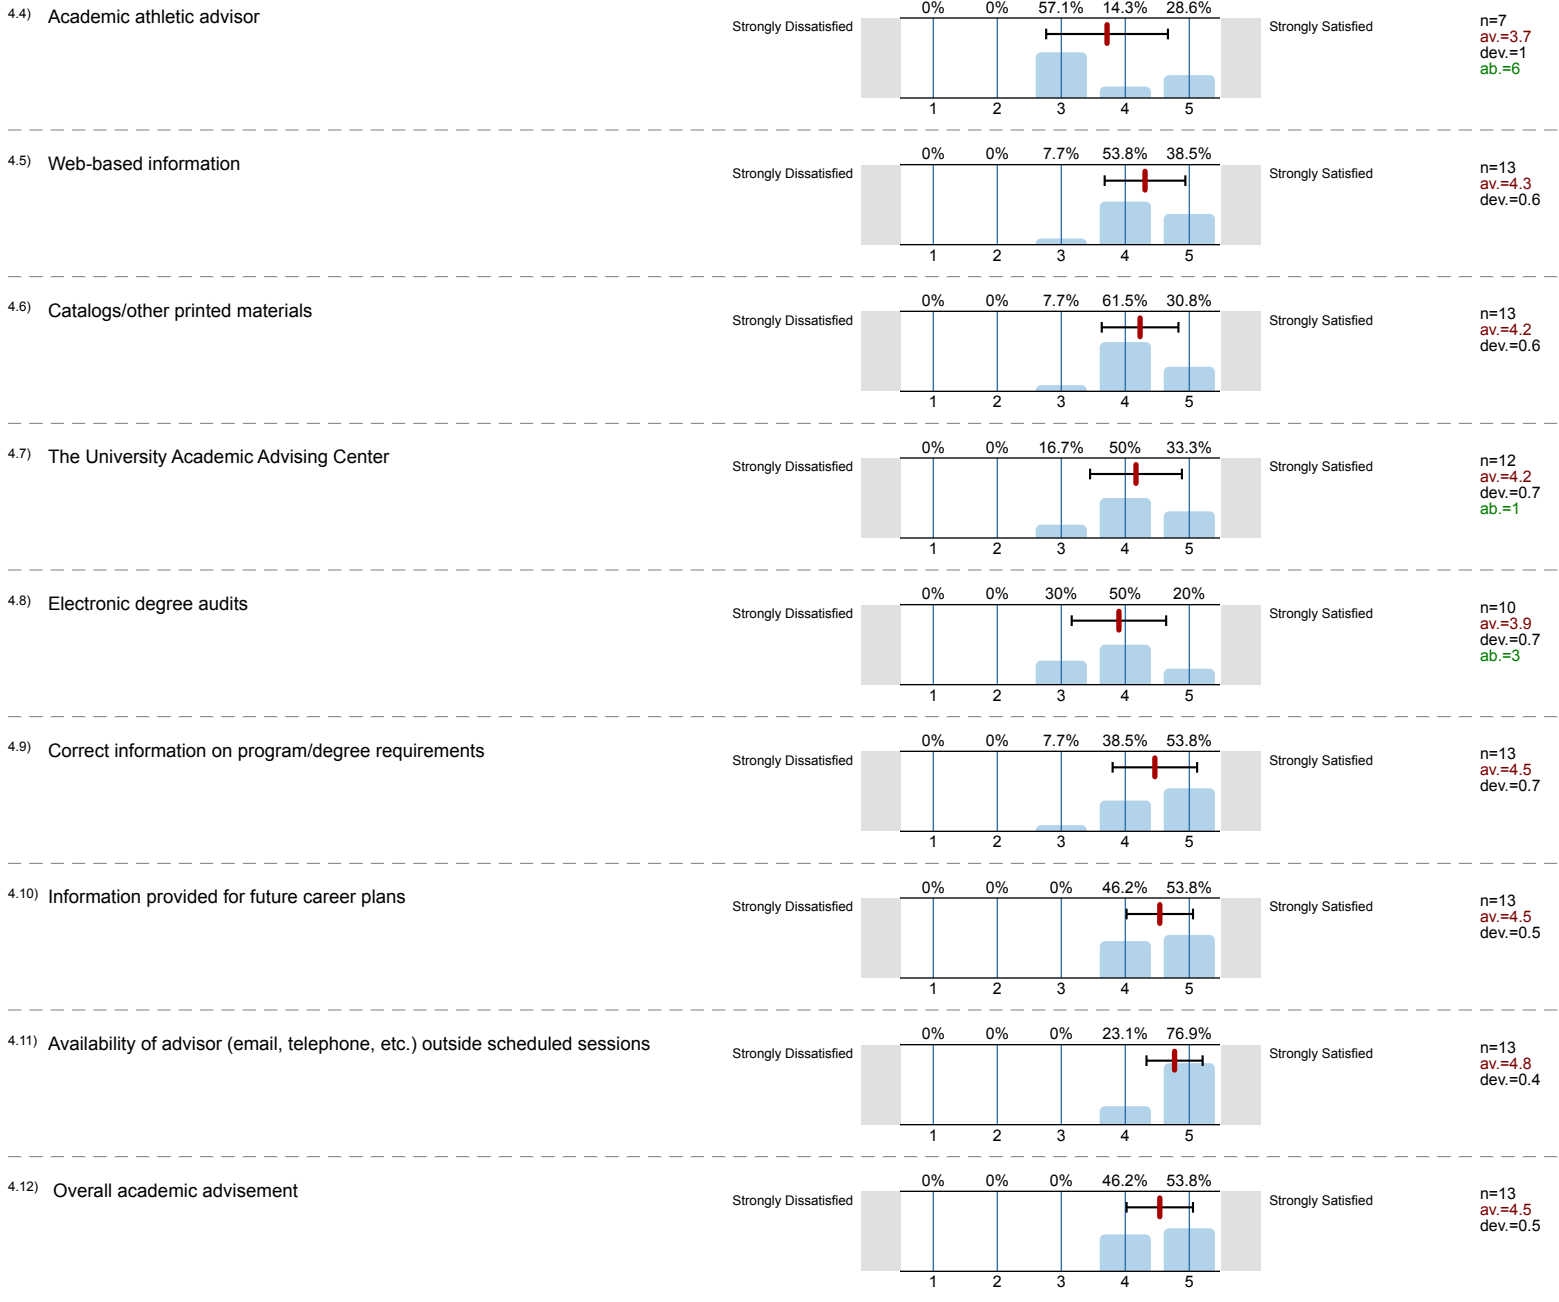 4.4) Academic athletic advisor
0% 0% 57.1% 14.3% 28.6%
Strongly Dissatisfied Strongly Satisfied
1 2 3 4 5
n=7
av.=3.7
dev.=1
ab.=6
4.5) Web-based information
0% 0% 7.7% 53.8% 38.5%
Strongly Dissatisfied Strongly Satisfied
1 2 3 4 5
n=13
av.=4.3
dev.=0.6
4.6) Catalogs/other printed materials
0% 0% 7.7% 61.5% 30.8%
Strongly Dissatisfied Strongly Satisfied
1 2 3 4 5
n=13
av.=4.2
dev.=0.6
4.7) The University Academic Advising Center
0% 0% 16.7% 50% 33.3%
Strongly Dissatisfied Strongly Satisfied
1 2 3 4 5
n=12
av.=4.2
dev.=0.7
ab.=1
4.8) Electronic degree audits
0% 0% 30% 50% 20%
Strongly Dissatisfied Strongly Satisfied
1 2 3 4 5
n=10
av.=3.9
dev.=0.7
ab.=3
4.9) Correct information on program/degree requirements
0% 0% 7.7% 38.5% 53.8%
Strongly Dissatisfied Strongly Satisfied
1 2 3 4 5
n=13
av.=4.5
dev.=0.7
4.10) Information provided for future career plans
0% 0% 0% 46.2% 53.8%
Strongly Dissatisfied Strongly Satisfied
1 2 3 4 5
n=13
av.=4.5
dev.=0.5
4.11) Availability of advisor (email, telephone, etc.) outside scheduled sessions
0% 0% 0% 23.1% 76.9%
Strongly Dissatisfied Strongly Satisfied
1 2 3 4 5
n=13
av.=4.8
dev.=0.4
4.12) Overall academic advisement
0% 0% 0% 46.2% 53.8%
Strongly Dissatisfied Strongly Satisfied
1 2 3 4 5
n=13
av.=4.5
dev.=0.5